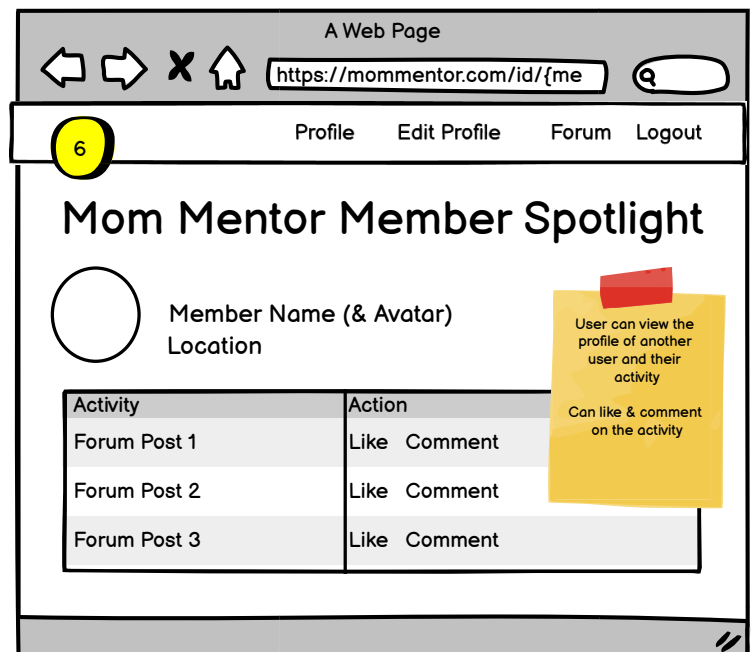 A Web Page
https://mommentor.com/id/{me
6
Profile Edit Profile Forum Logout
Mom Mentor Member Spotlight
Member Name (& Avatar)
Location
User can view the
profile of another
user and their
activity
Can like & comment
on the activity
Activity Action
Forum Post 1 Like Comment
Forum Post 2 Like Comment
Forum Post 3 Like Comment